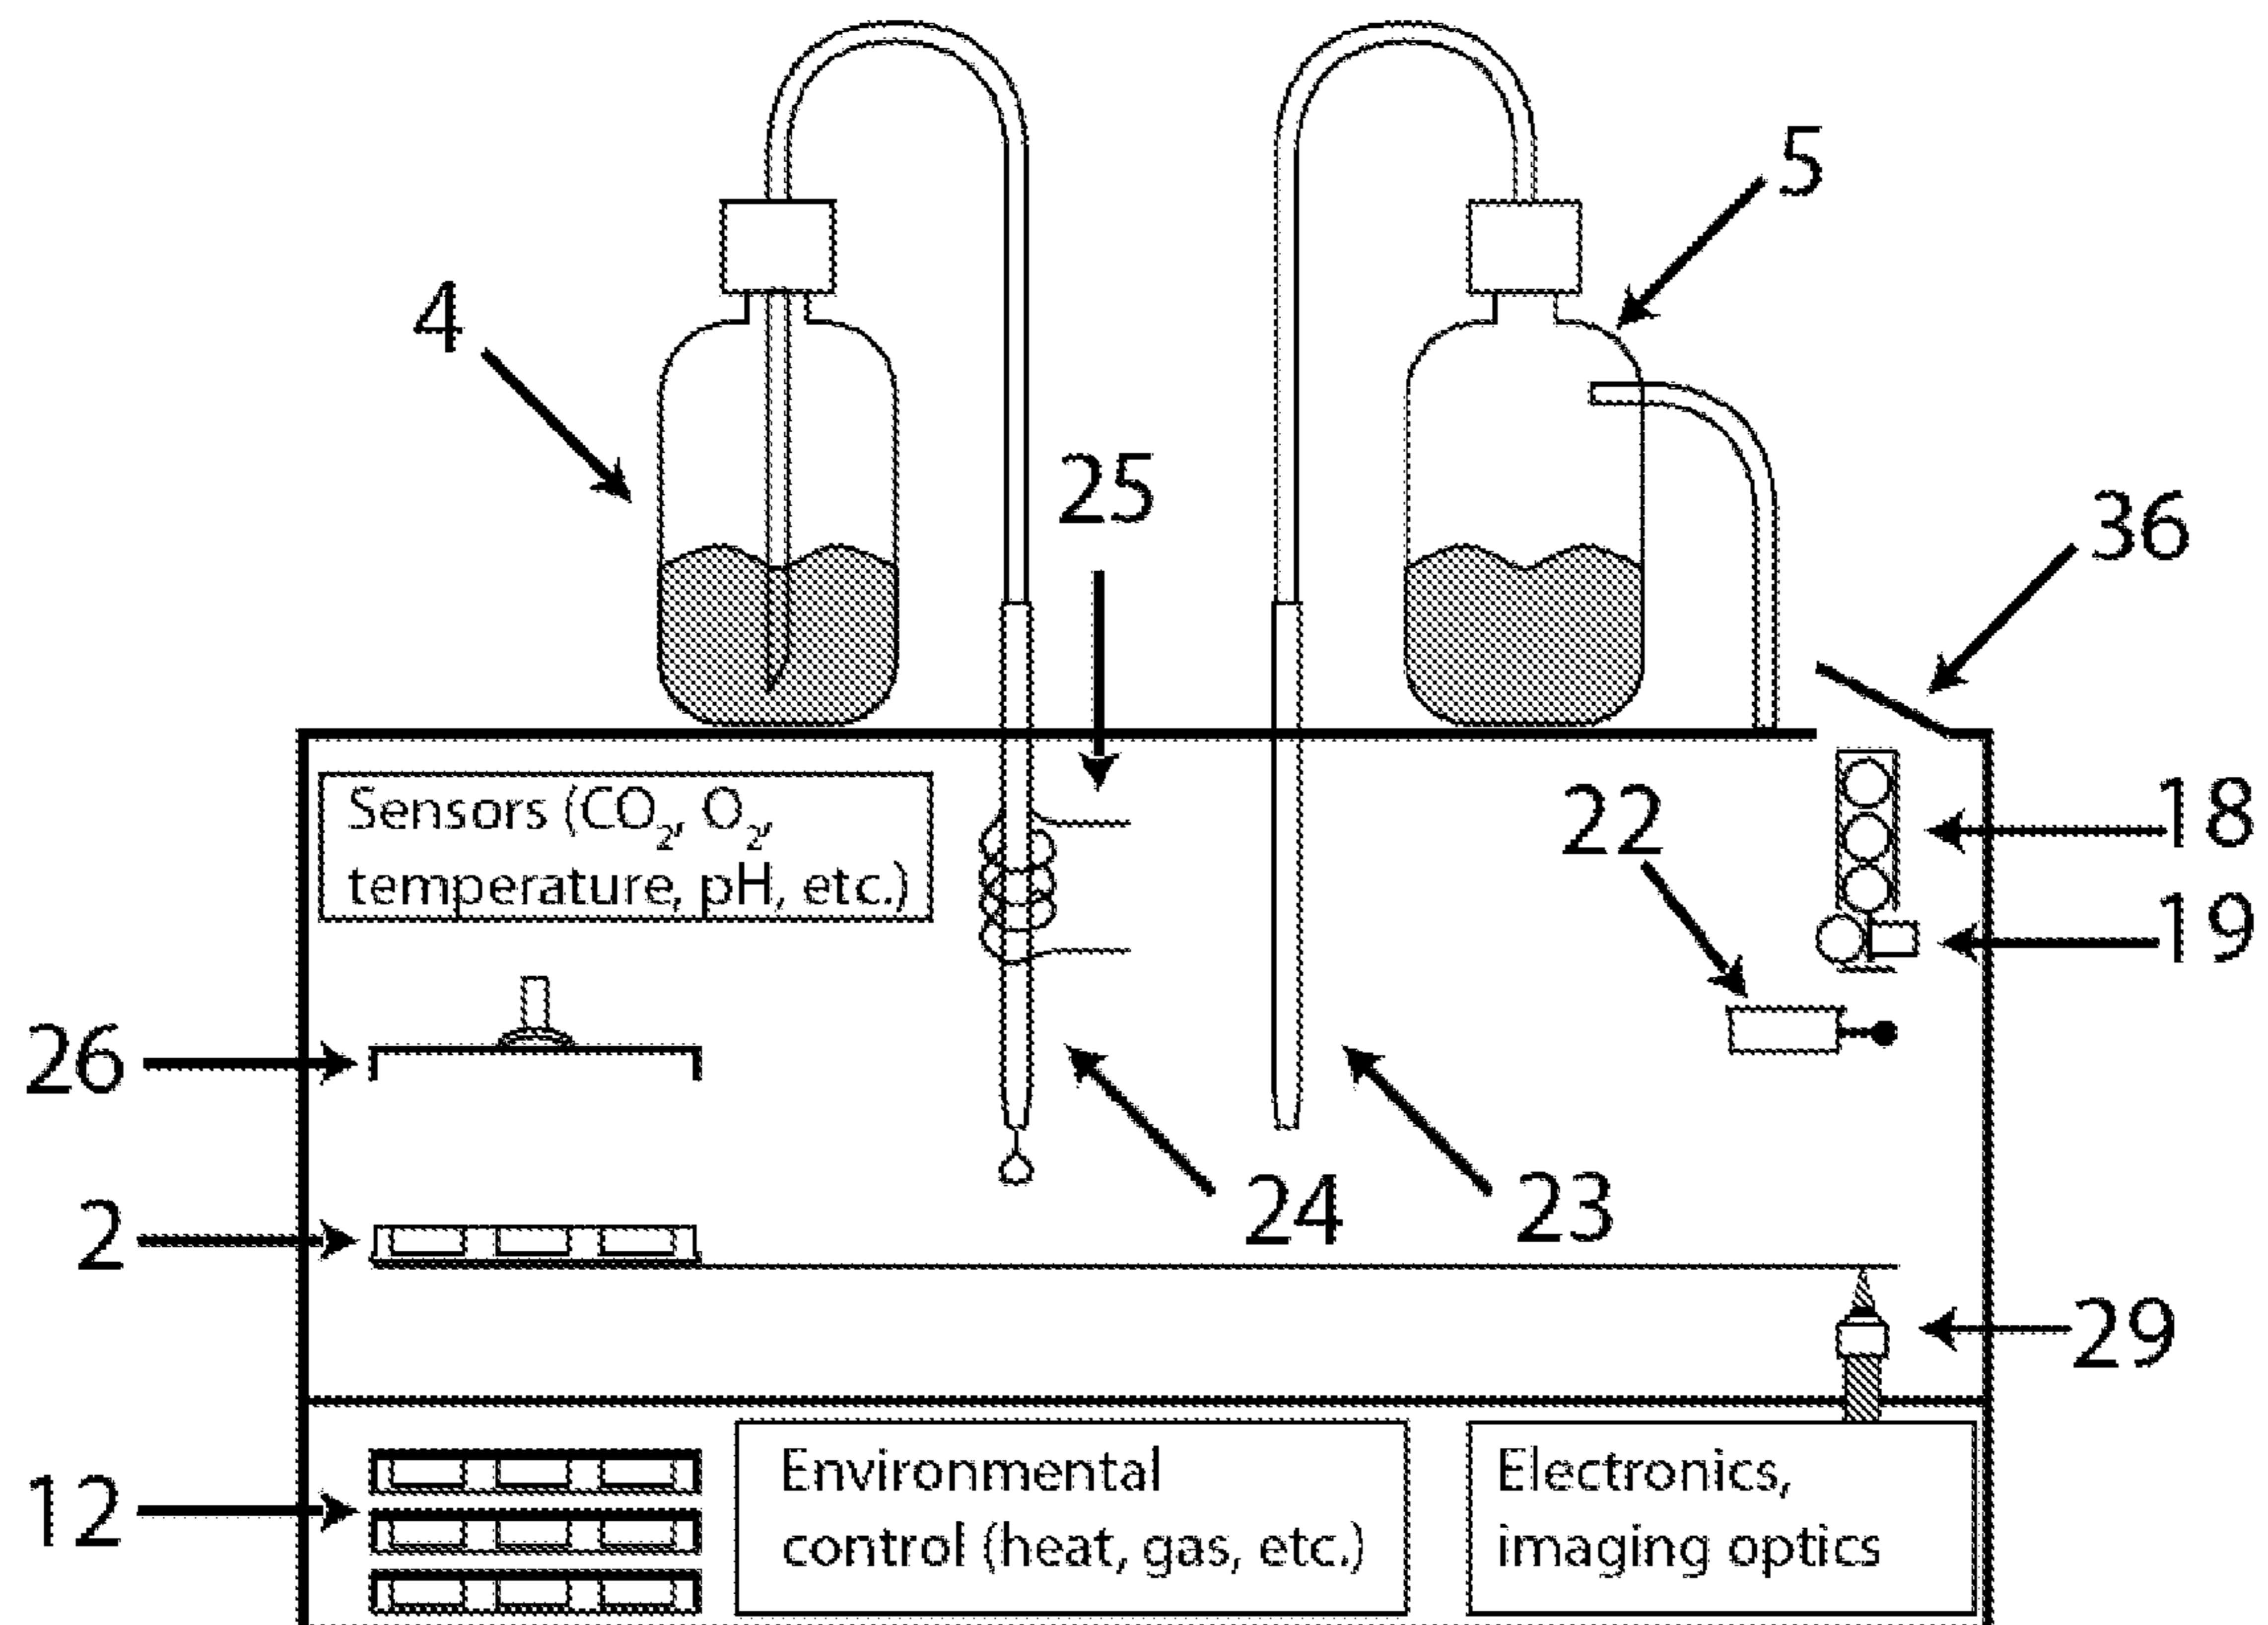 5
4
25
36
Sensors (CO₂, O₂,
temperature, pH, etc.)
18
22
19
26
24
23
2
29
12
Environmental
control (heat, gas, etc.)
Electronics,
imaging optics